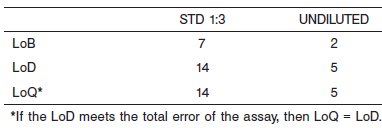 STD 1:3 UNDILUTED
LoB 7 2
LoD 14 5
LoQ* 14 5
*If the LoD meets the total error of the assay, then LoQ = LoD.